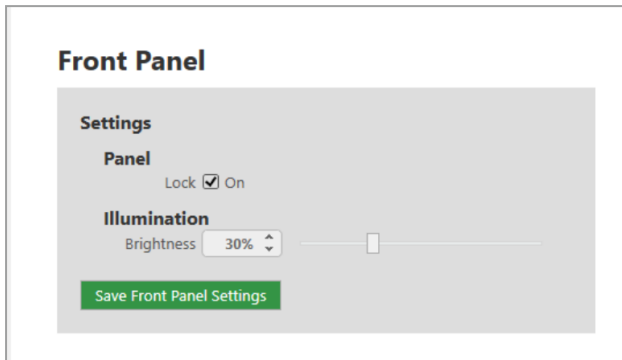 Front Panel
Settings
Panel
Lock On
Illumination
Brightness 30%
Save Front Panel Settings